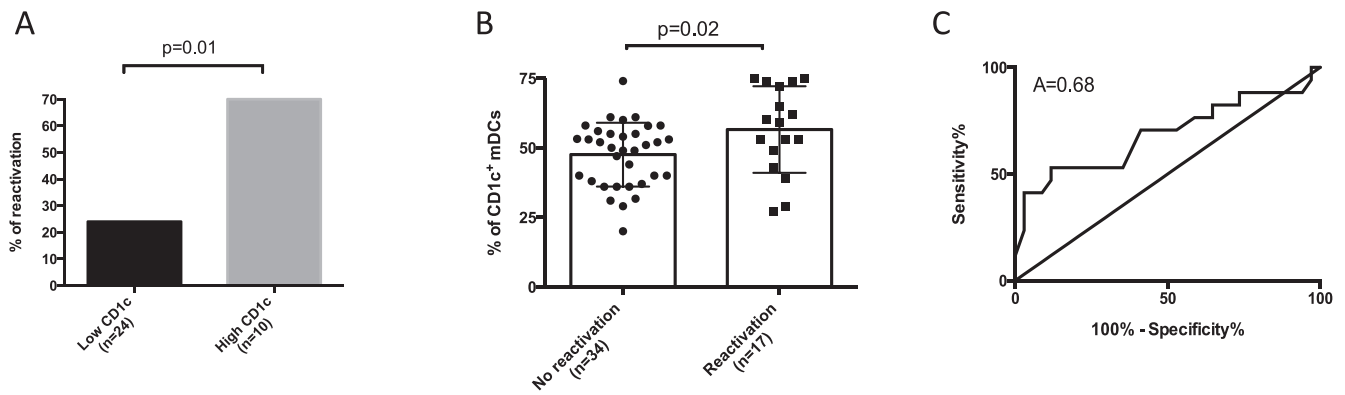 A
p=0.01
% of reactivation
70
60
50
40
30
20
10
0
Low CD1c
(n=24)
High CD1c
(n=10)
B
p=0.02
% of CD1c⁺ mDCs
75
50
25
0
No reactivation
(n=34)
Reactivation
(n=17)
C
A=0.68
Sensitivity%
100
50
0
0 50 100
100% - Specificity%